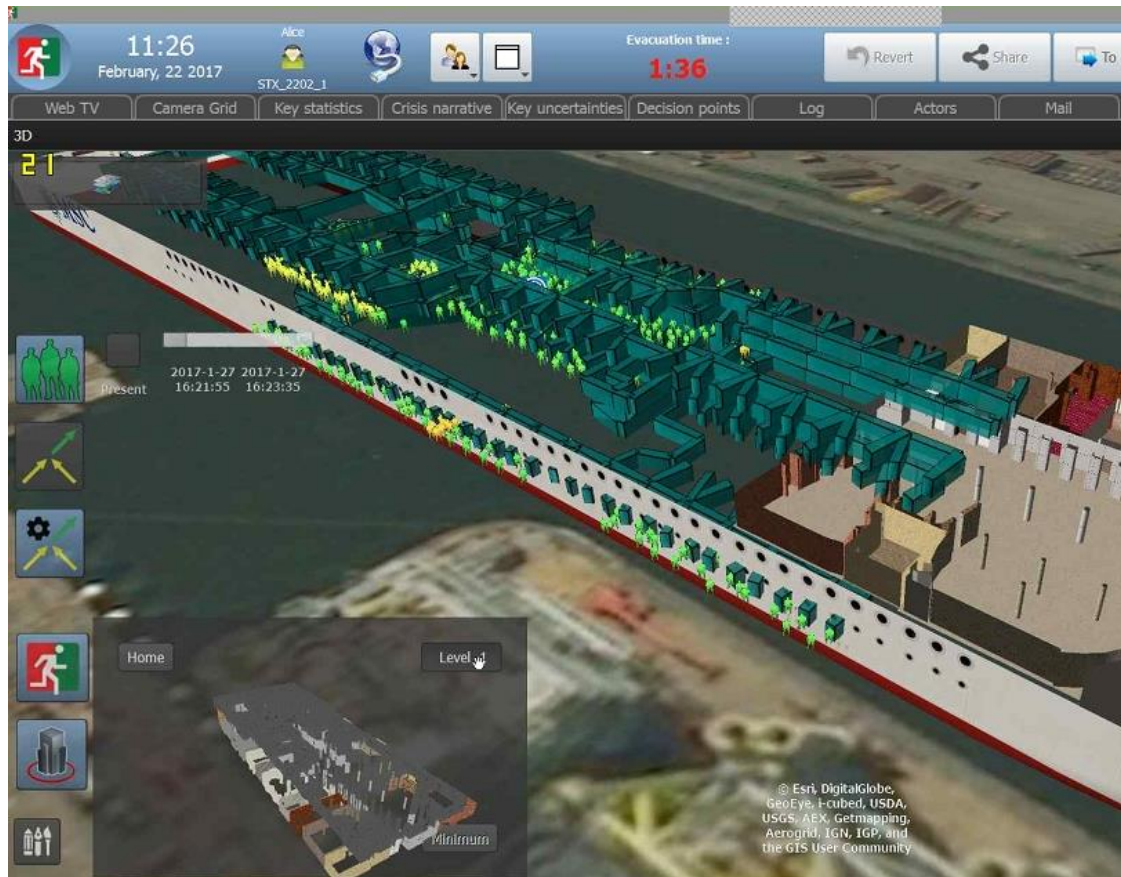 11:26
February, 22 2017
Alice
STX_2202_1
Evacuation time :
1:36
Revert
Share
To
Web TV
Camera Grid
Key statistics
Crisis narrative
Key uncertainties
Decision points
Log
Actors
Mail
3D
21
MSC
Present
2017-1-27 2017-1-27
16:21:55 16:23:35
Home
Level -1
Minimum
© Esri, DigitalGlobe,
GeoEye, i-cubed, USDA,
USGS, AEX, Getmapping,
Aerogrid, IGN, IGP, and
the GIS User Community